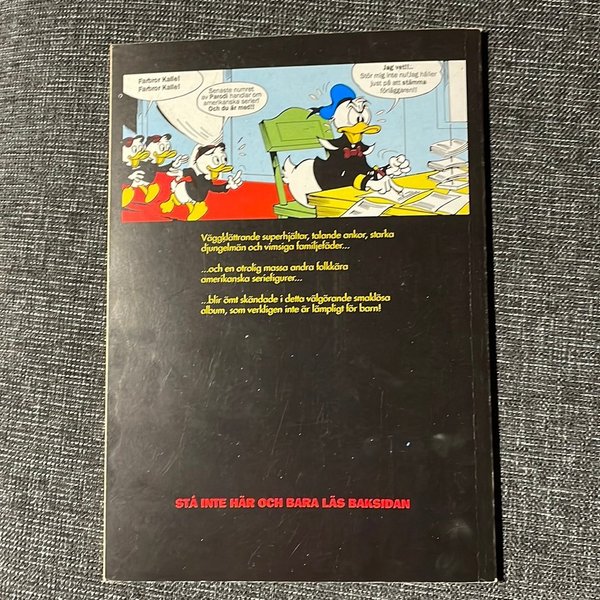 Farbror Kalle!
Farbror Kalle!
Senaste numret
av Parodi handlar om
amerikanska serier!
Och du är med!!
Jag vet!!..
Stör mig inte nu!Jag håller
just på att stämma
förläggaren!!
Väggklättrande superhjältar, talande ankor, starka
djungelmän och vimsiga familjefäder...
...och en otrolig massa andra folkkära
amerikanska seriefigurer...
...blir ömt skändade i detta välgörande smaklösa
album, som verkligen inte är lämpligt för barn!
STÅ INTE HÄR OCH BARA LÄS BAKSIDAN